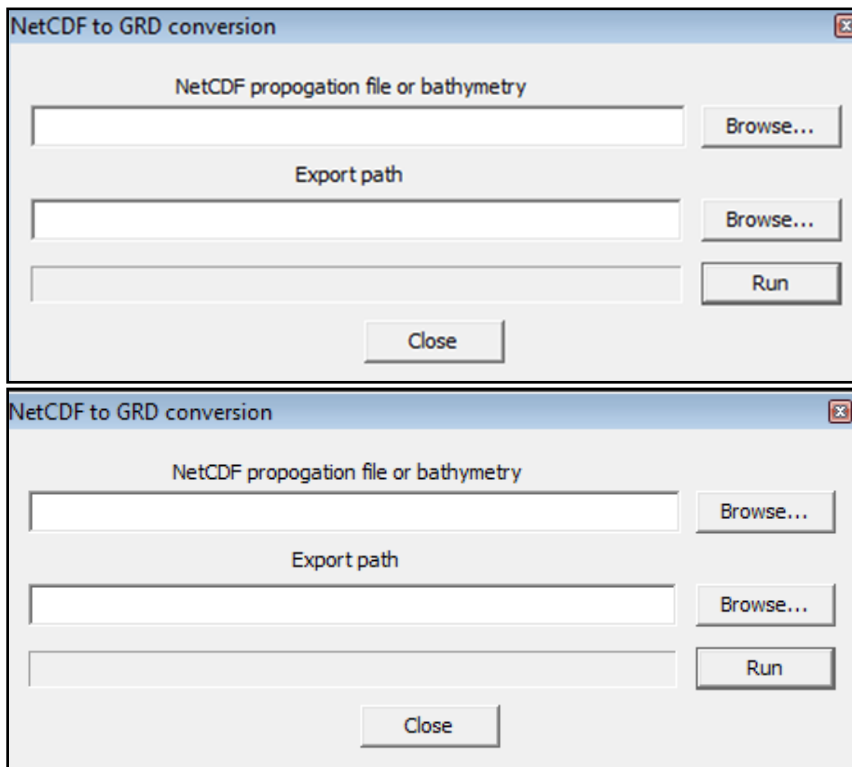 NetCDF to GRD conversion
NetCDF propogation file or bathymetry
Browse...
Export path
Browse...
Run
Close
NetCDF to GRD conversion
NetCDF propogation file or bathymetry
Browse...
Export path
Browse...
Run
Close